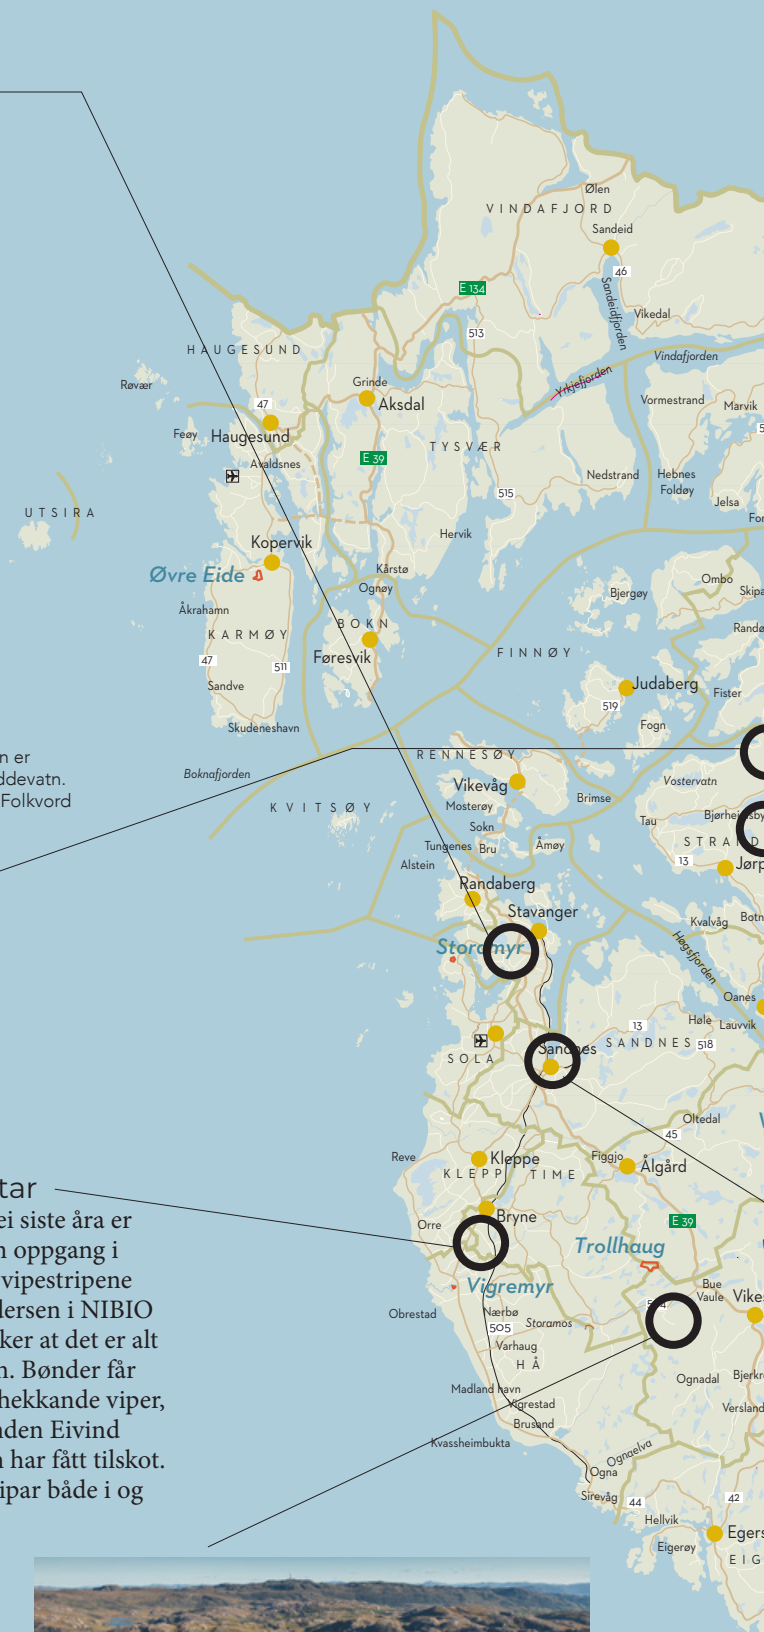 Ølen
VINDAFJORD
Sandeid
46
E 134
Sandeidfjorden
Vikedal
513
HAUGESUND
Vindafjorden
Røvær
Grinde
Yrkjefjorden
47
Aksdal
Vormestrand
Marvik
Feøy
Haugesund
TYSVÆR
Avaldsnes
E 39
Nedstrand
Hebnes
Foldøy
515
Jelsa
UTSIRA
Hervik
Kopervik
Øvre Eide
Kårstø
Ognøy
Ombo
Bjergøy
Åkrahamn
BOKN
KARMØY
FINNØY
47
511
Føresvik
Sandve
Judaberg
519
Fister
Skudeneshavn
Fogn
n er
ddevatn.
Folkvord
RENNESØY
Boknafjorden
Vikevåg
Vostervatn
KVITSØY
Mosterøy
Brimse
Sokn
Tau
Tungenes
Bru
Åmøy
STRAND
Alstein
13
Randaberg
Stavanger
Kvalvåg
Storamyr
Høgsfjorden
Oanes
Høle
Lauvvik
13
Sandnes
SANDNES
518
SOLA
Oltedal
45
Reve
Kleppe
Figgjo
Ålgård
KLEPP
TIME
tar
ei siste åra er
n oppgang i
vipestripene
dersen i NIBIO
ker at det er alt
n. Bønder får
hekkande viper,
nden Eivind
n har fått tilskot.
ipar både i og
Orre
Bryne
E 39
Trollhaug
Vigremyr
Bue
Vaule
Obrestad
Nærbø
505
Storamos
Varhaug
HÅ
Madland havn
Ognadal
Vigrestad
Brusand
Kvassheimbukta
Ognaelva
Ogna
Sirevåg
44
42
Hellvik
Eigerøy